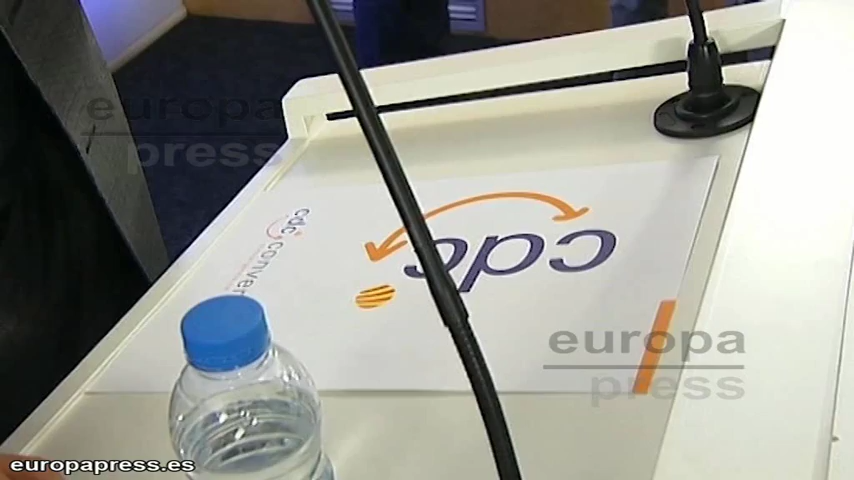 europa
press
cdc
conver
cdc
europa
press
europapress.es